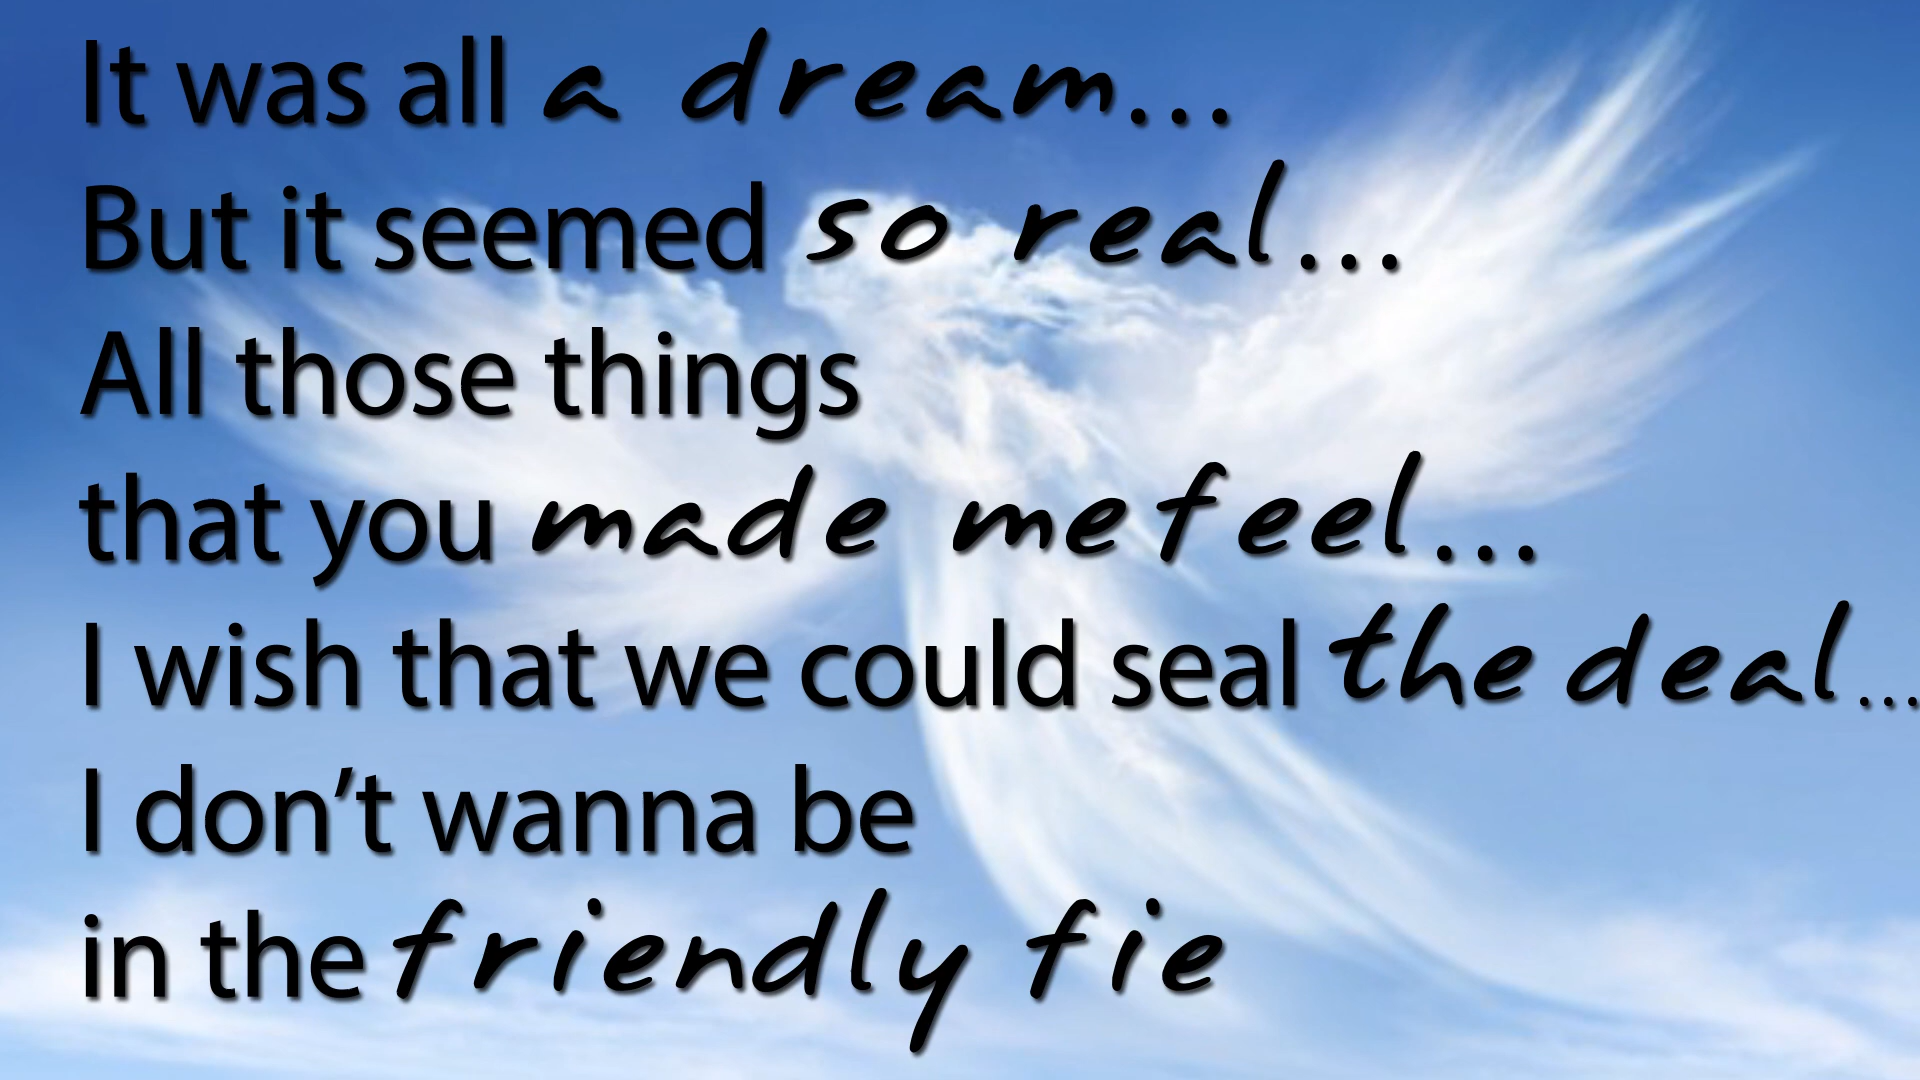 It was all a dream...
But it seemed so real...
All those things
that you made me feel...
I wish that we could seal the deal...
I don’t wanna be
in the friendly fie